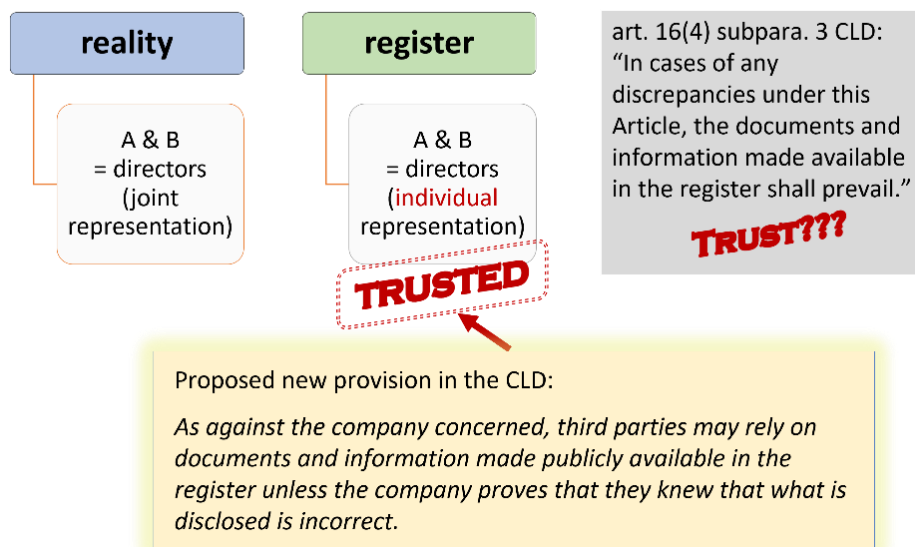 reality
A & B
= directors
(joint
representation)
register
A & B
= directors
(individual
representation)
TRUSTED
art. 16(4) subpara. 3 CLD:
“In cases of any
discrepancies under this
Article, the documents and
information made available
in the register shall prevail.”
TRUST???
Proposed new provision in the CLD:
As against the company concerned, third parties may rely on
documents and information made publicly available in the
register unless the company proves that they knew that what is
disclosed is incorrect.